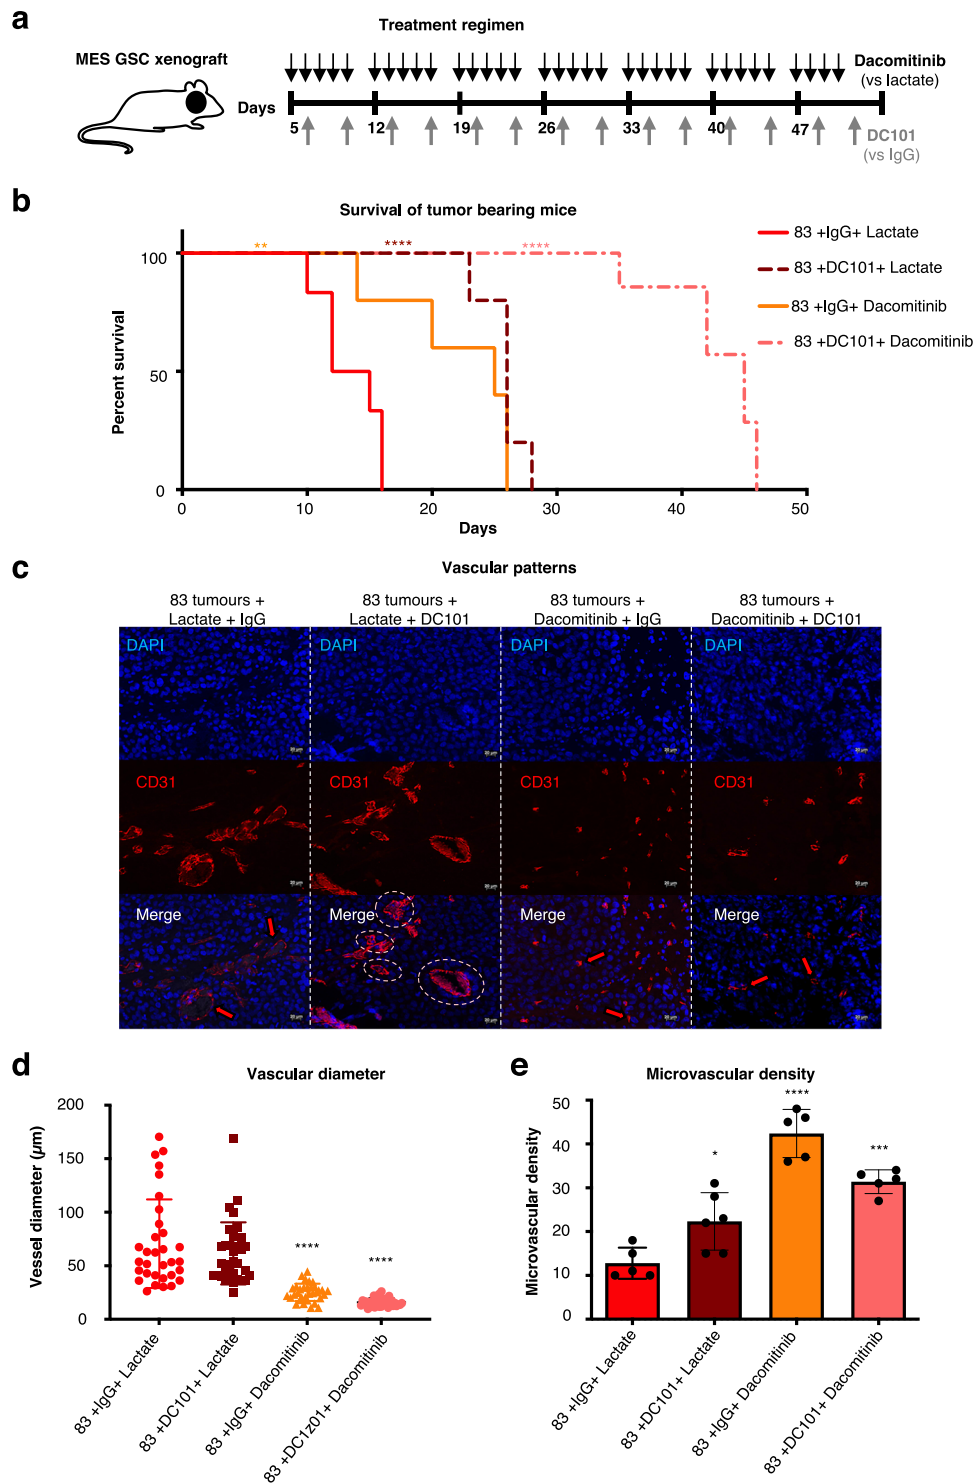 a
Treatment regimen
MES GSC xenograft
Dacomitinib
(vs lactate)
Days
5 12 19 26 33 40 47
DC101
(vs IgG)
b
Survival of tumor bearing mice
** **** ****
100
50
0
Percent survival
0 10 20 30 40 50
Days
83 +IgG+ Lactate
83 +DC101+ Lactate
83 +IgG+ Dacomitinib
83 +DC101+ Dacomitinib
c
Vascular patterns
83 tumours +
Lactate + IgG
83 tumours +
Lactate + DC101
83 tumours +
Dacomitinib + IgG
83 tumours +
Dacomitinib + DC101
DAPI DAPI DAPI DAPI
CD31 CD31 CD31 CD31
Merge Merge Merge Merge
d
Vascular diameter
200
150
100
50
0
Vessel diameter (µm)
**** ****
83 +IgG+ Lactate
83 +DC101+ Lactate
83 +IgG+ Dacomitinib
83 +DC1z01+ Dacomitinib
e
Microvascular density
50
40
30
20
10
0
Microvascular density
* **** ***
83 +IgG+ Lactate
83 +DC101+ Lactate
83 +IgG+ Dacomitinib
83 +DC101+ Dacomitinib